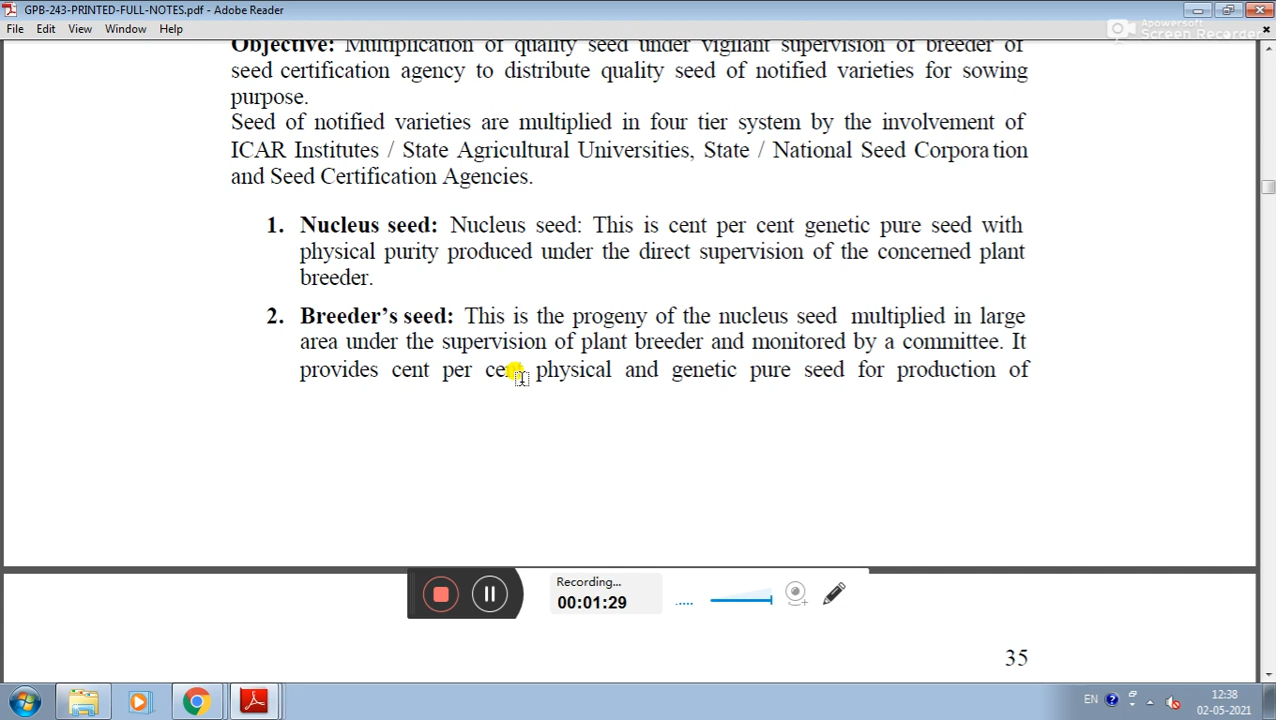 GPB-243-PRINTED-FULL-NOTES.pdf - Adobe Reader
File Edit View Window Help
Apowersoft
Screen Recorder
Objective: Multiplication of quality seed under vigilant supervision of breeder of
seed certification agency to distribute quality seed of notified varieties for sowing
purpose.
Seed of notified varieties are multiplied in four tier system by the involvement of
ICAR Institutes / State Agricultural Universities, State / National Seed Corporation
and Seed Certification Agencies.
1. Nucleus seed: Nucleus seed: This is cent per cent genetic pure seed with
physical purity produced under the direct supervision of the concerned plant
breeder.
2. Breeder's seed: This is the progeny of the nucleus seed multiplied in large
area under the supervision of plant breeder and monitored by a committee. It
provides cent per cent physical and genetic pure seed for production of
Recording...
00:01:29
35
EN
12:38
02-05-2021